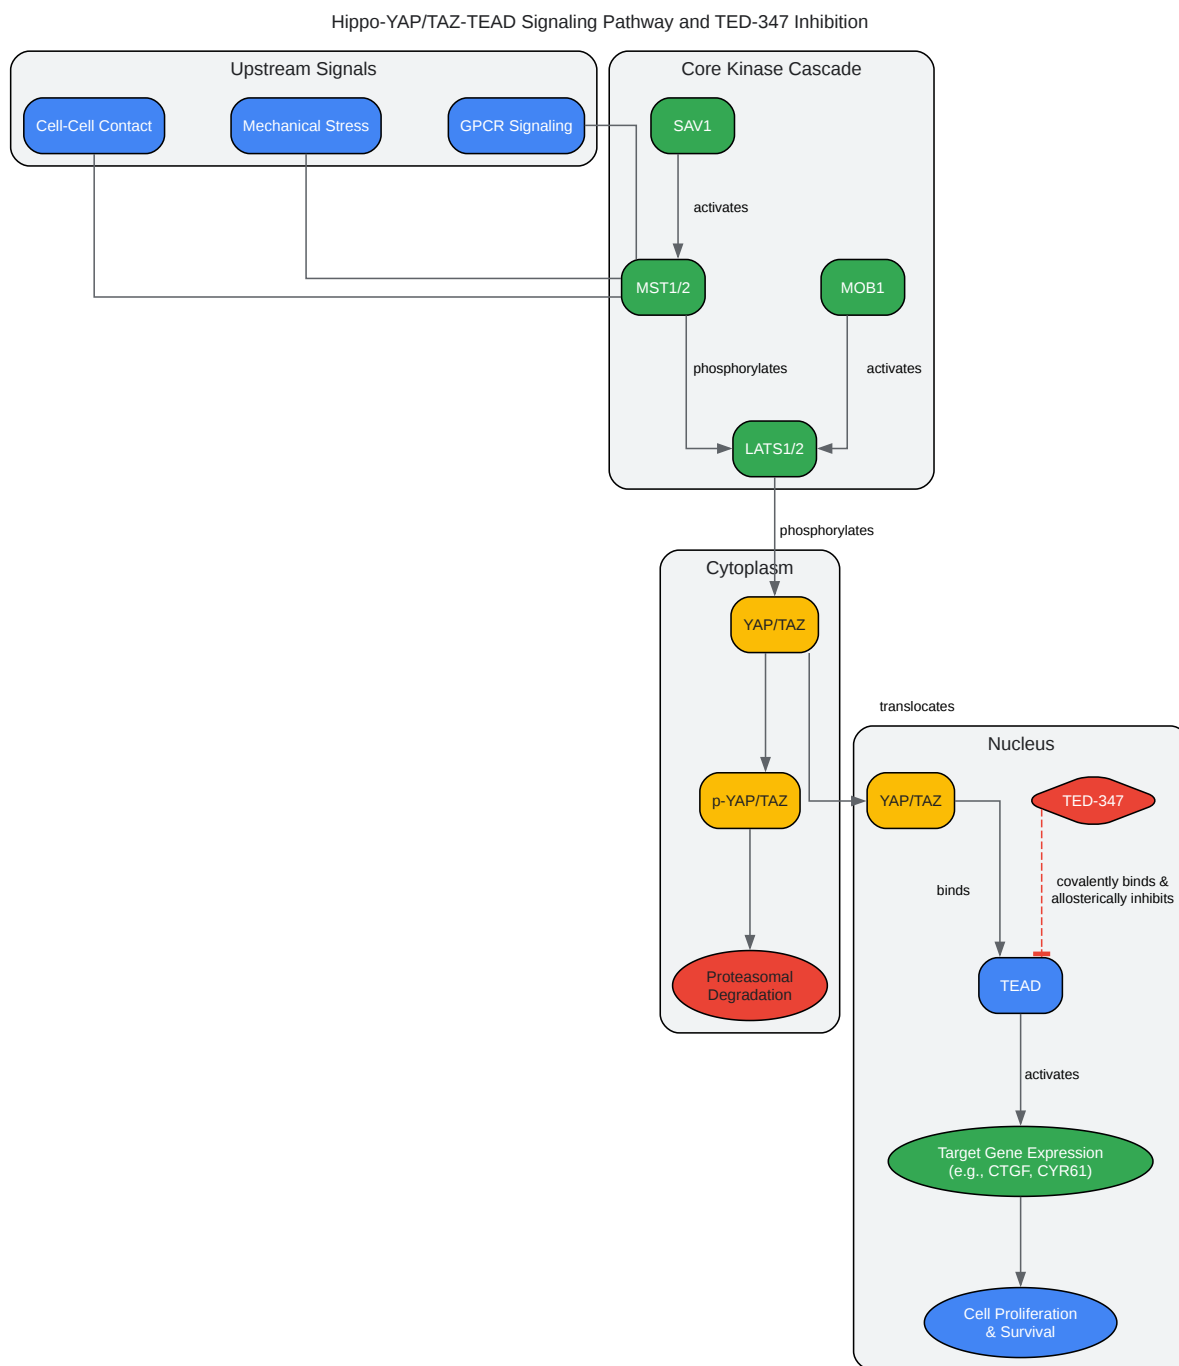 Hippo-YAP/TAZ-TEAD Signaling Pathway and TED-347 Inhibition
Upstream Signals
Core Kinase Cascade
Cell-Cell Contact
Mechanical Stress
GPCR Signaling
SAV1
activates
MST1/2
MOB1
phosphorylates
activates
LATS1/2
phosphorylates
Cytoplasm
YAP/TAZ
translocates
Nucleus
p-YAP/TAZ
YAP/TAZ
TED-347
binds
covalently binds &
allosterically inhibits
Proteasomal
Degradation
TEAD
activates
Target Gene Expression
(e.g., CTGF, CYR61)
Cell Proliferation
& Survival